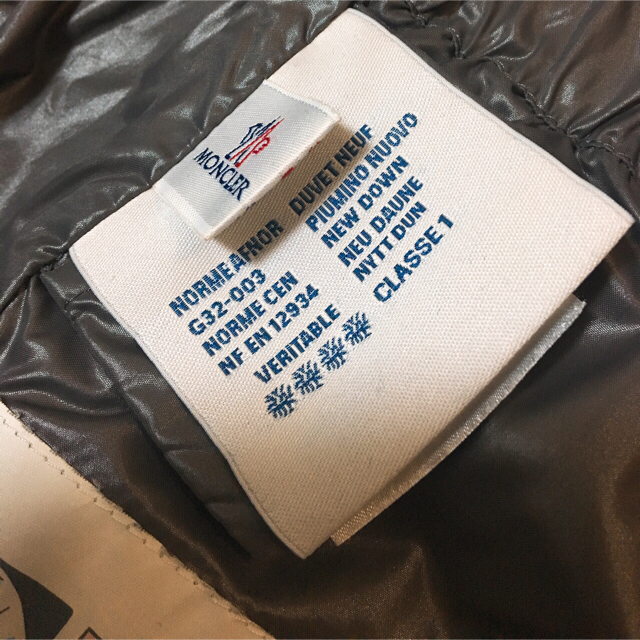 MONCLER
NORME AFNOR DUVET NEUF
G32-003 PIUMINO NUOVO
NORME CEN NEW DOWN
NF EN 12934 NEU DAUNE
VERITABLE NYTT DUN
CLASSE 1